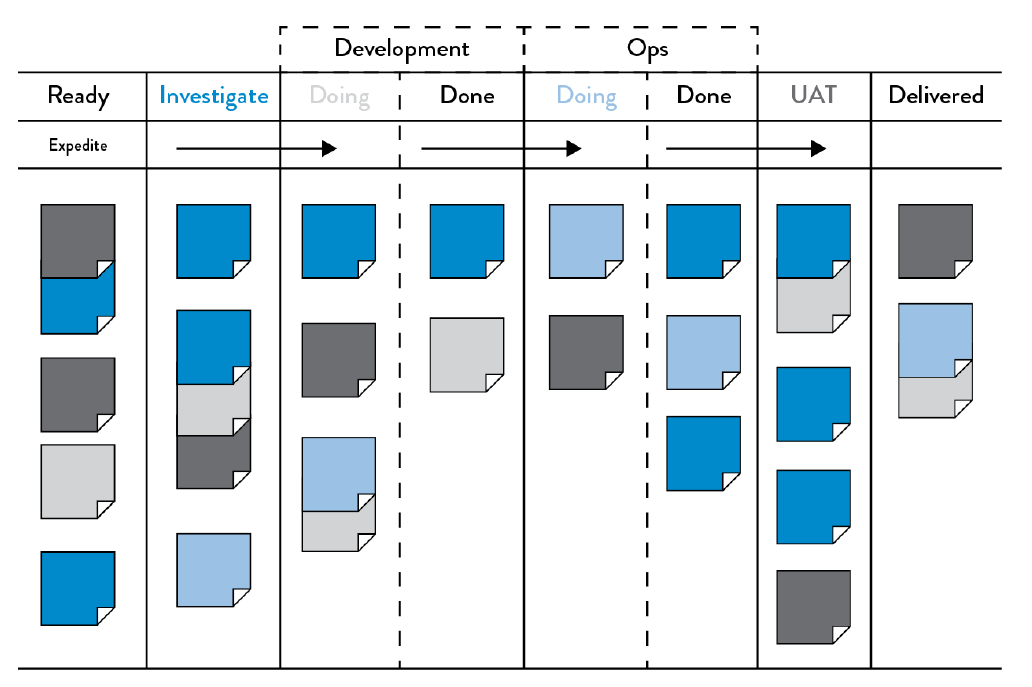 Development Ops
Ready Investigate Doing Done Doing Done UAT Delivered
Expedite